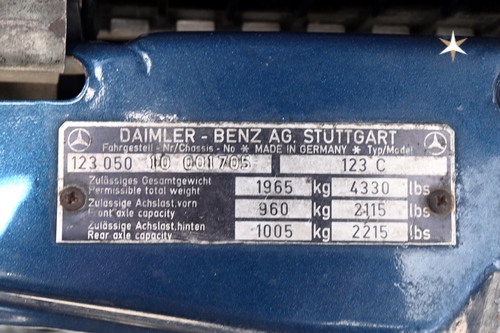 DAIMLER - BENZ AG. STUTTGART
Fahrgestell - Nr/Chassis - No * MADE IN GERMANY * Typ/Model
123 050 10 001705 123 C
Zulässiges Gesamtgewicht
Permissible total weight 1965 kg 4330 lbs
Zulässige Achslast.vorn
Front axle capacity 960 kg 2115 lbs
Zulässige Achslast.hinten
Rear axle capacity 1005 kg 2215 lbs